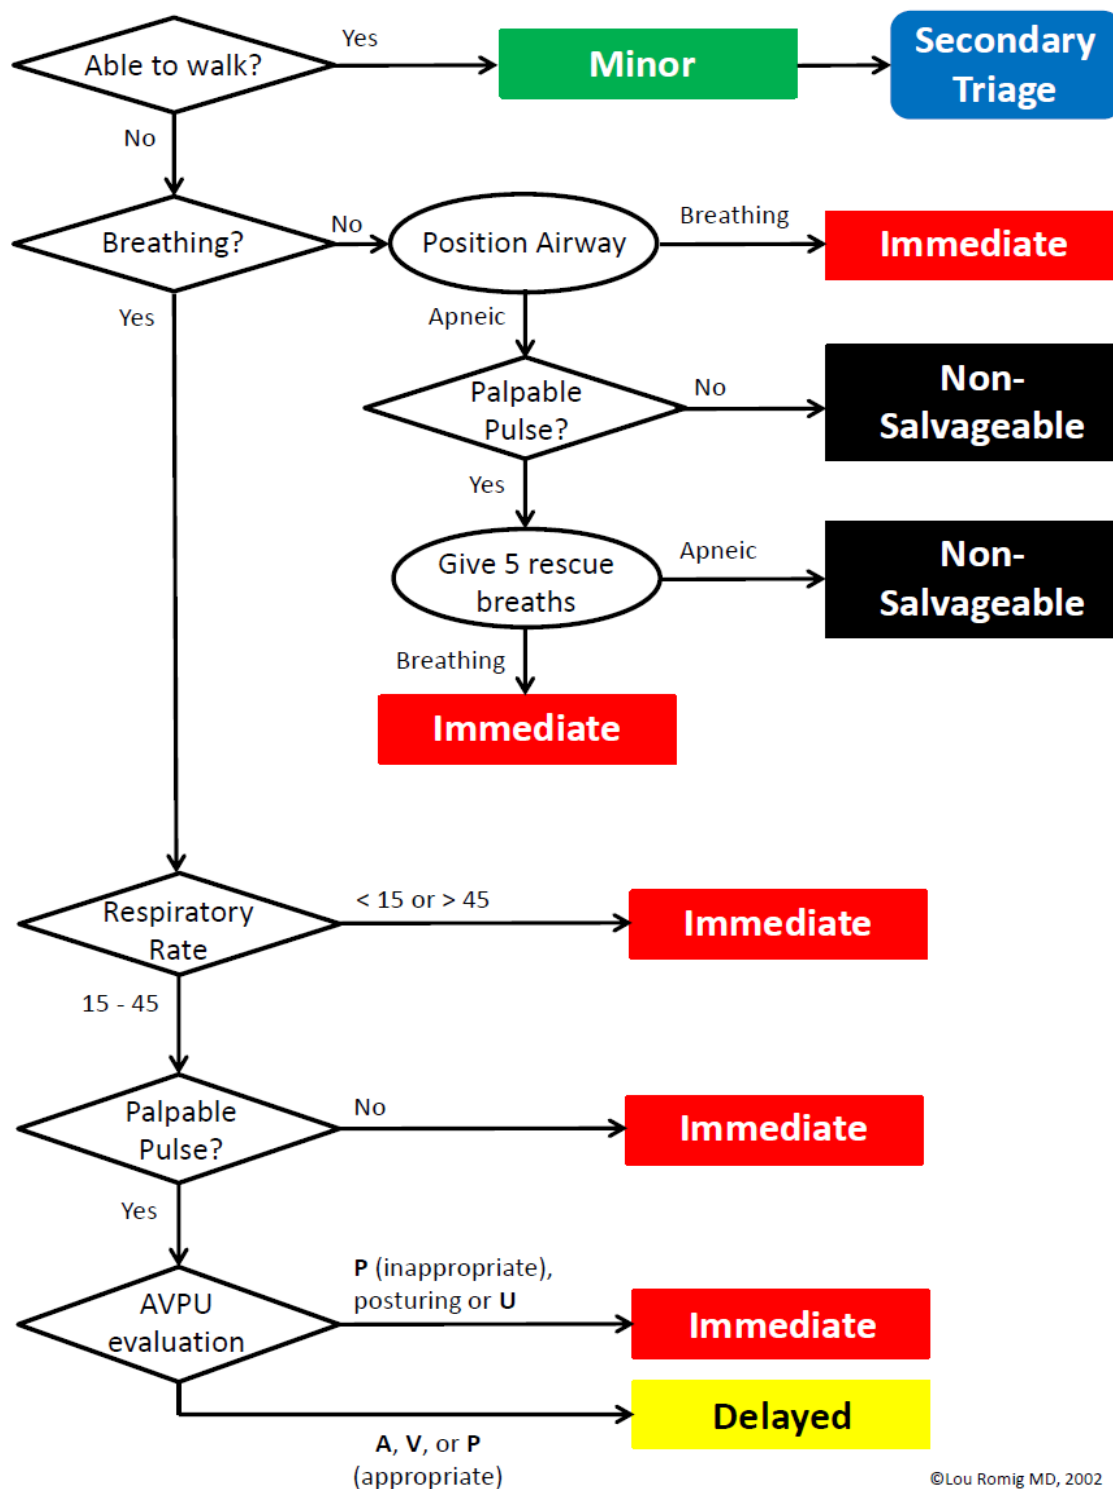 Able to walk?
Yes
Minor
Secondary
Triage
No
Breathing?
No
Position Airway
Breathing
Immediate
Yes
Apneic
Palpable
Pulse?
No
Non-
Salvageable
Yes
Give 5 rescue
breaths
Apneic
Non-
Salvageable
Breathing
Immediate
Respiratory
Rate
< 15 or > 45
Immediate
15 - 45
Palpable
Pulse?
No
Immediate
Yes
AVPU
evaluation
P (inappropriate),
posturing or U
Immediate
Delayed
A, V, or P
(appropriate)
©Lou Romig MD, 2002